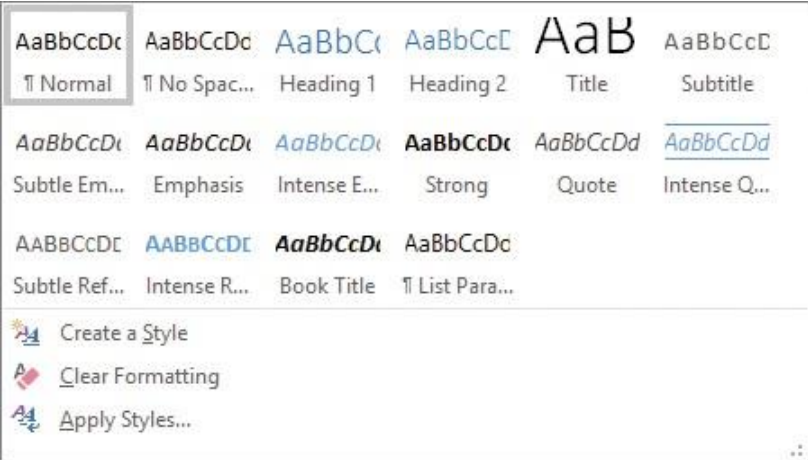 AaBbCcDc AaBbCcDc AaBbC( AaBbCcE AaB AaBbCcD
¶ Normal ¶ No Spac... Heading 1 Heading 2 Title Subtitle
AaBbCcDc AaBbCcDc AaBbCcDc AaBbCcDc AaBbCcDd AaBbCcDd
Subtle Em... Emphasis Intense E... Strong Quote Intense Q...
AaBbCcDc AaBbCcDc AaBbCcDc AaBbCcDc
Subtle Ref... Intense R... Book Title ¶ List Para...
Create a Style
Clear Formatting
Apply Styles...